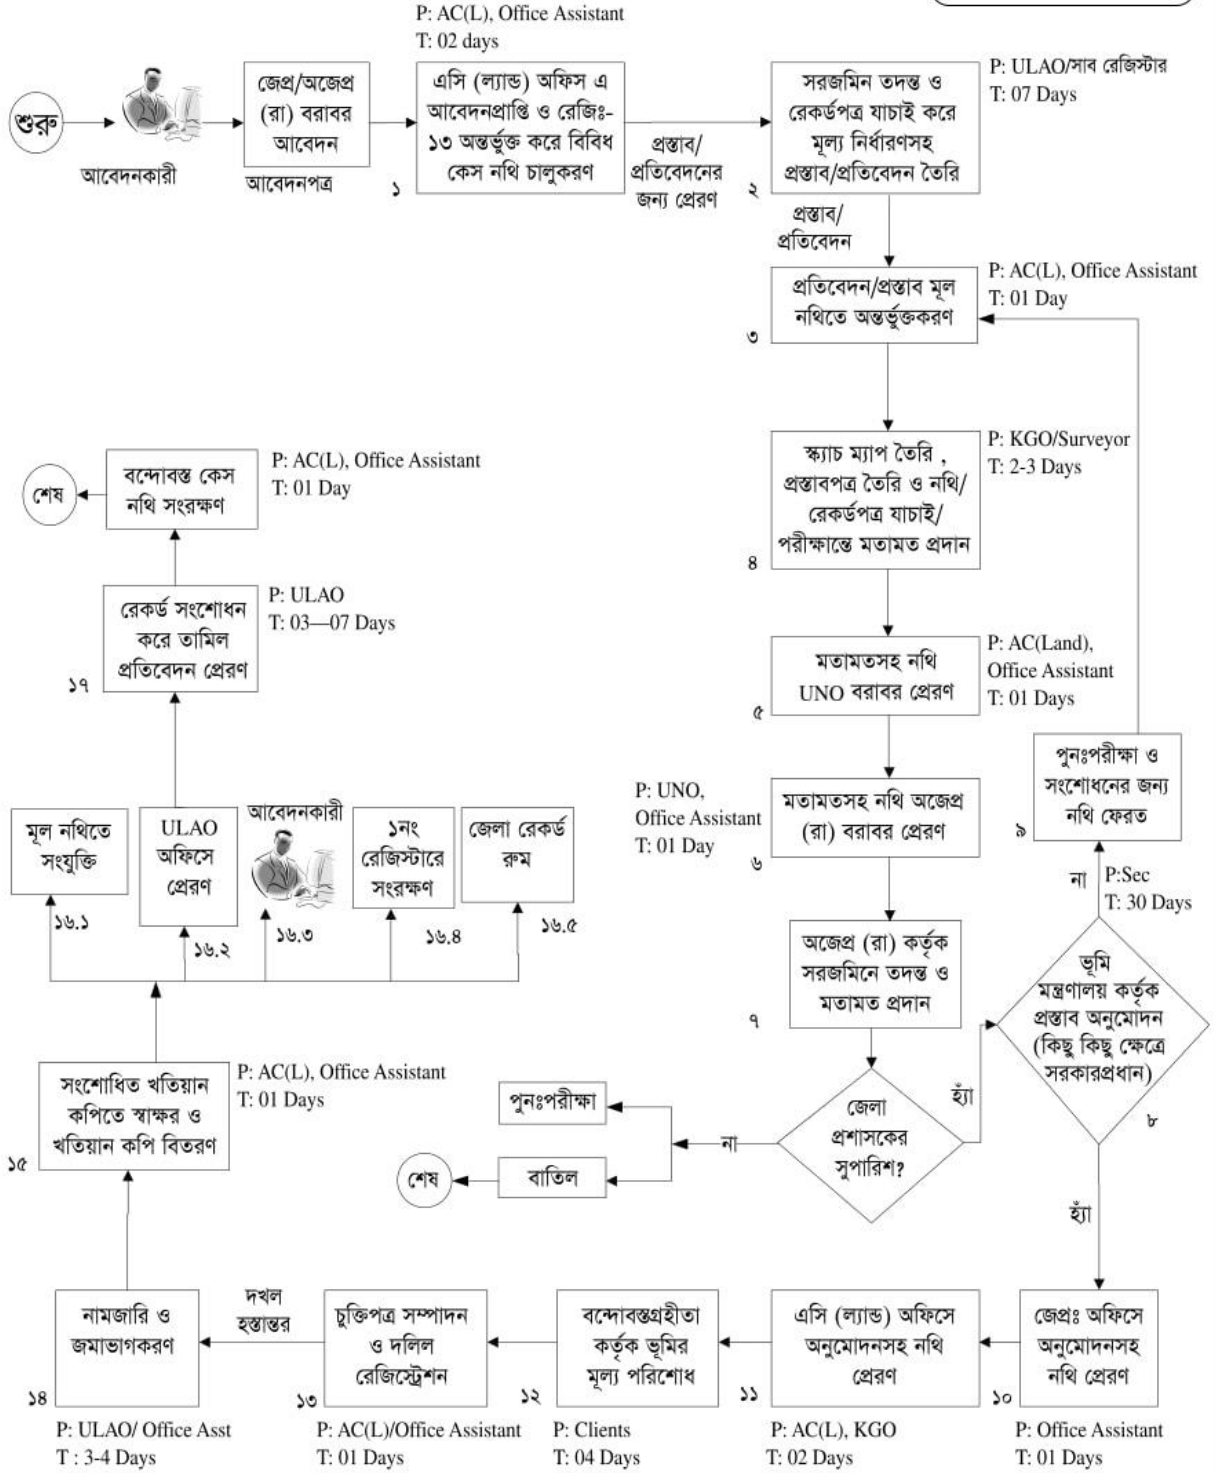 P: AC(L), Office Assistant
T: 02 days
শুরু
আবেদনকারী
জেপ্র/অজেপ্র
(রা) বরাবর
আবেদন
আবেদনপত্র
এসি (ল্যান্ড) অফিস এ
আবেদনপ্রাপ্তি ও রেজিঃ-
১৩ অন্তর্ভুক্ত করে বিবিধ
কেস নথি চালুকরণ
১
প্রস্তাব/
প্রতিবেদনের
জন্য প্রেরণ
সরজমিন তদন্ত ও
রেকর্ডপত্র যাচাই করে
মূল্য নির্ধারণসহ
প্রস্তাব/প্রতিবেদন তৈরি
২
P: ULAO/সাব রেজিস্টার
T: 07 Days
প্রস্তাব/
প্রতিবেদন
প্রতিবেদন/প্রস্তাব মূল
নথিতে অন্তর্ভুক্তকরণ
৩
P: AC(L), Office Assistant
T: 01 Day
স্ক্যাচ ম্যাপ তৈরি ,
প্রস্তাবপত্র তৈরি ও নথি/
রেকর্ডপত্র যাচাই/
পরীক্ষান্তে মতামত প্রদান
৪
P: KGO/Surveyor
T: 2-3 Days
মতামতসহ নথি
UNO বরাবর প্রেরণ
৫
P: AC(Land),
Office Assistant
T: 01 Days
মতামতসহ নথি অজেপ্র
(রা) বরাবর প্রেরণ
৬
P: UNO,
Office Assistant
T: 01 Day
অজেপ্র (রা) কর্তৃক
সরজমিনে তদন্ত ও
মতামত প্রদান
৭
জেলা
প্রশাসকের
সুপারিশ?
না
পুনঃপরীক্ষা
বাতিল
শেষ
হ্যাঁ
ভূমি
মন্ত্রণালয় কর্তৃক
প্রস্তাব অনুমোদন
(কিছু কিছু ক্ষেত্রে
সরকারপ্রধান)
৮
না
P:Sec
T: 30 Days
পুনঃপরীক্ষা ও
সংশোধনের জন্য
নথি ফেরত
৯
হ্যাঁ
জেপ্রঃ অফিসে
অনুমোদনসহ
নথি প্রেরণ
১০
P: Office Assistant
T: 01 Days
এসি (ল্যান্ড) অফিসে
অনুমোদনসহ নথি
প্রেরণ
১১
P: AC(L), KGO
T: 02 Days
বন্দোবস্তগ্রহীতা
কর্তৃক ভূমির
মূল্য পরিশোধ
১২
P: Clients
T: 04 Days
চুক্তিপত্র সম্পাদন
ও দলিল
রেজিস্ট্রেশন
১৩
P: AC(L)/Office Assistant
T: 01 Days
দখল
হস্তান্তর
নামজারি ও
জমাভাগকরণ
১৪
P: ULAO/ Office Asst
T : 3-4 Days
সংশোধিত খতিয়ান
কপিতে স্বাক্ষর ও
খতিয়ান কপি বিতরণ
১৫
P: AC(L), Office Assistant
T: 01 Days
মূল নথিতে
সংযুক্তি
১৬.১
ULAO
অফিসে
প্রেরণ
১৬.২
আবেদনকারী
১৬.৩
১নং
রেজিস্টারে
সংরক্ষণ
১৬.৪
জেলা রেকর্ড
রুম
১৬.৫
রেকর্ড সংশোধন
করে তামিল
প্রতিবেদন প্রেরণ
১৭
P: ULAO
T: 03—07 Days
বন্দোবস্ত কেস
নথি সংরক্ষণ
P: AC(L), Office Assistant
T: 01 Day
শেষ